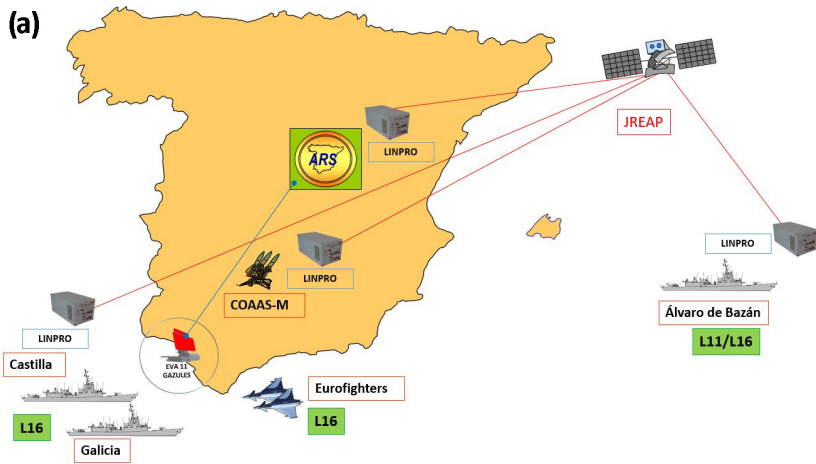 (a)
JREAP
LINPRO
ARS
LINPRO
LINPRO
COAAS-M
Álvaro de Bazán
L11/L16
LINPRO
Castilla
EVA 11
GAZULES
Eurofighters
L16
L16
Galicia